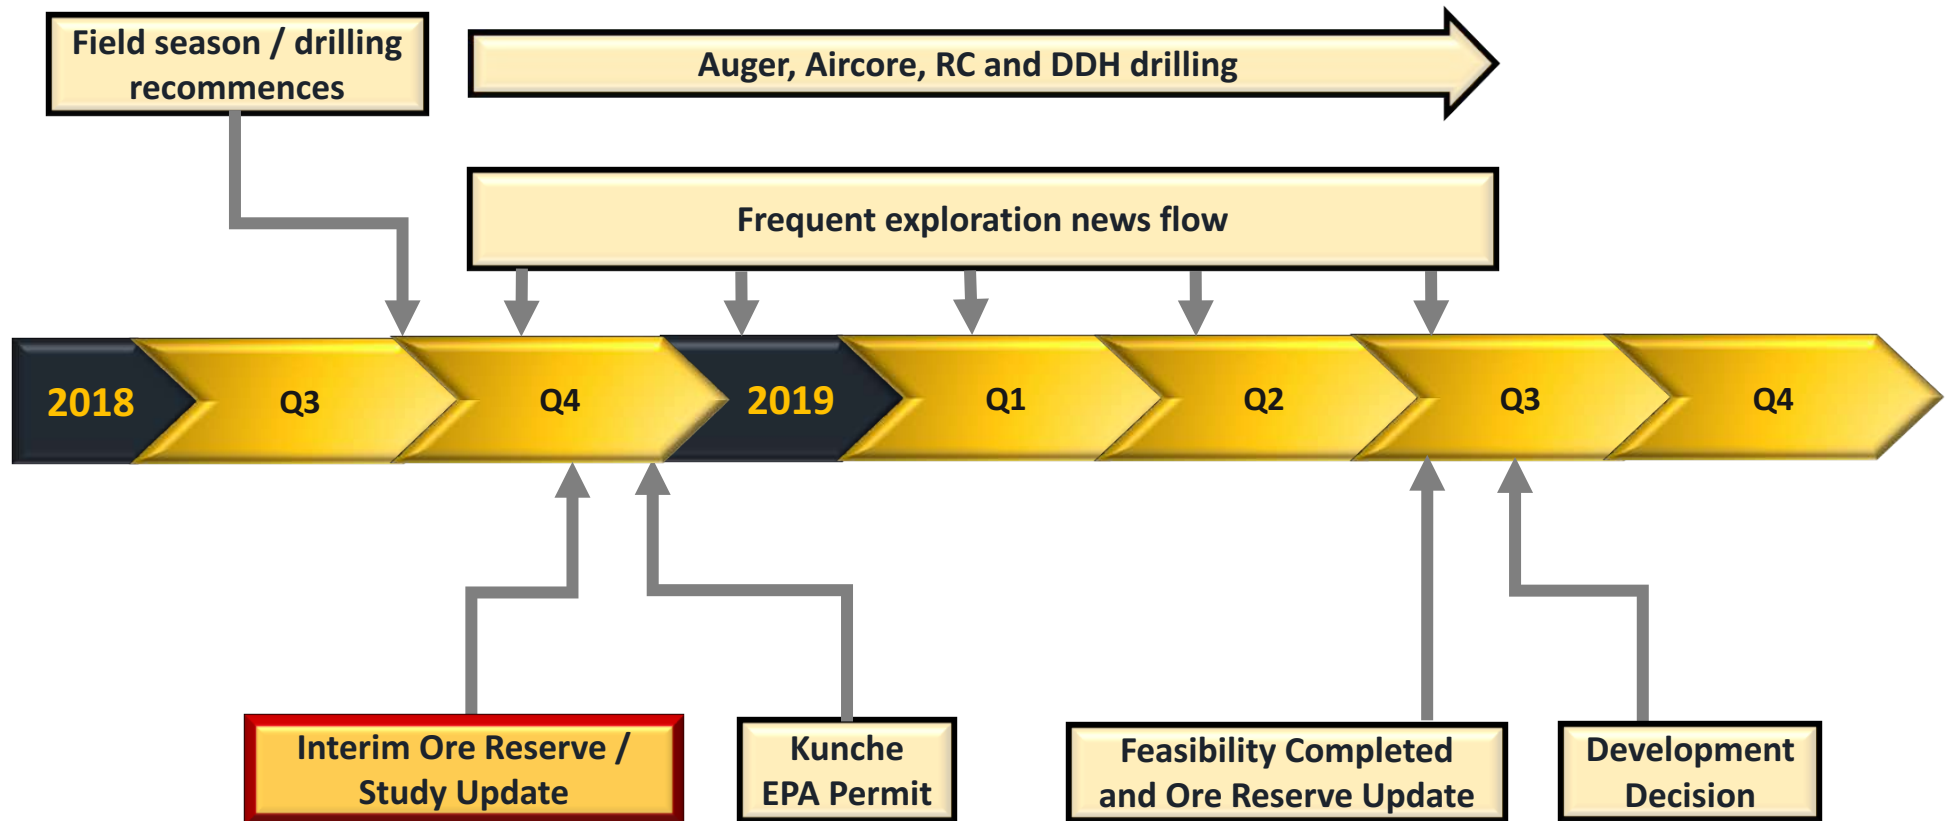 Field season / drilling
recommences
Auger, Aircore, RC and DDH drilling
Frequent exploration news flow
2018
Q3
Q4
2019
Q1
Q2
Q3
Q4
Interim Ore Reserve /
Study Update
Kunche
EPA Permit
Feasibility Completed
and Ore Reserve Update
Development
Decision